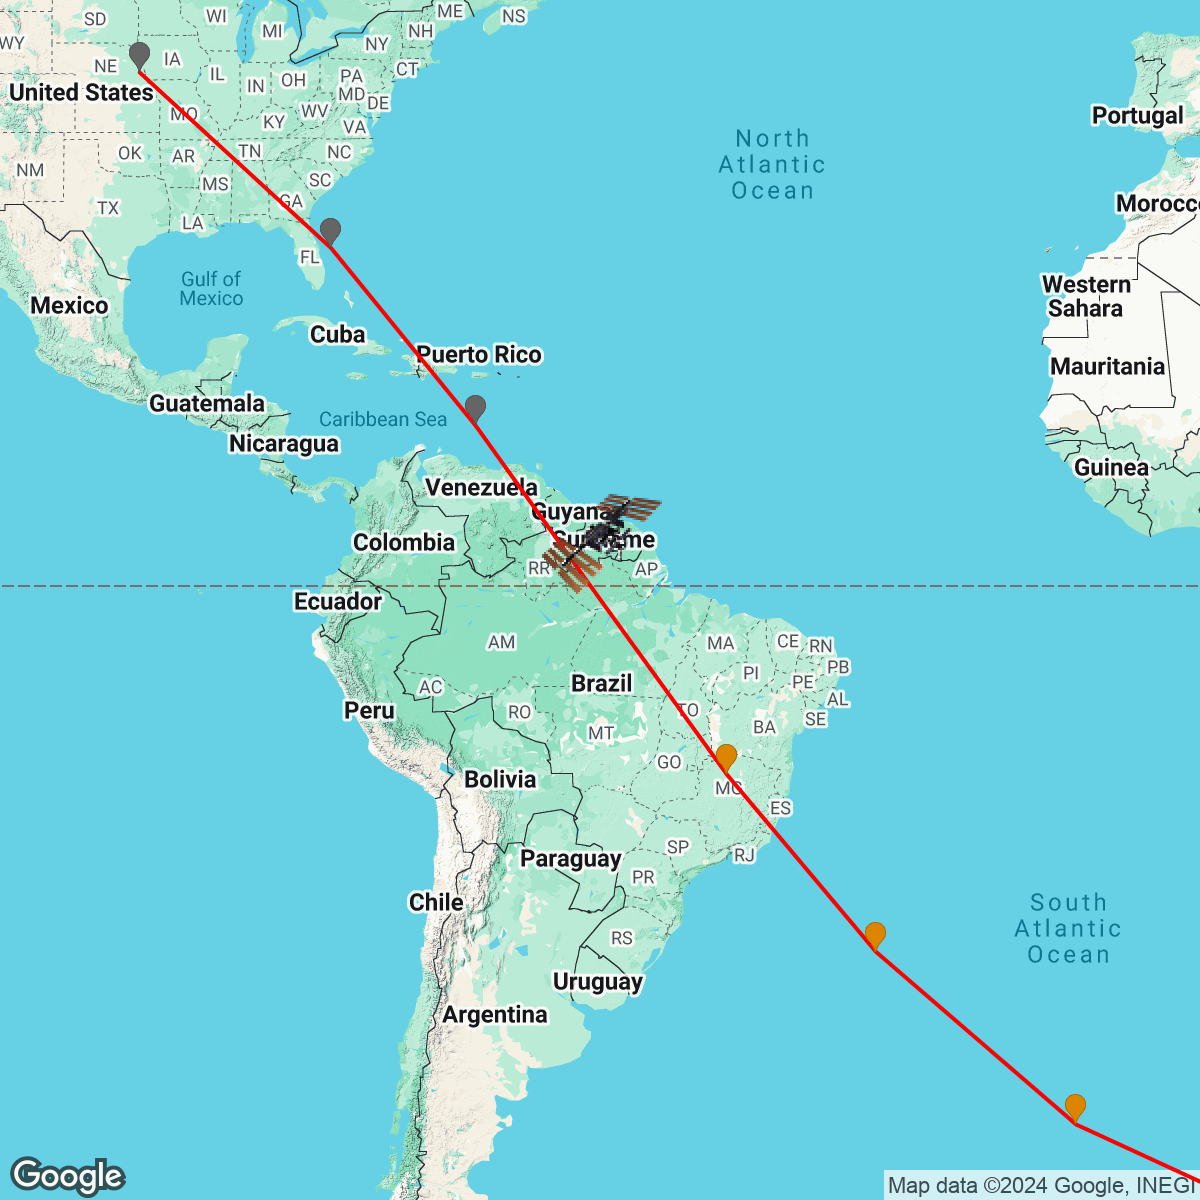 ME
NS
SD
WI
MI
NH
WY
NY
NE
IA
IL
IN
OH
PA
CT
United States
MD
DE
MO
KY
WV
VA
OK
AR
TN
NC
NM
MS
SC
TX
LA
GA
FL
North
Atlantic
Ocean
Portugal
Morocco
Gulf of
Mexico
Mexico
Western
Sahara
Cuba
Puerto Rico
Mauritania
Guatemala
Caribbean Sea
Nicaragua
Guinea
Venezuela
Guyana
Colombia
RR
AP
Ecuador
AM
MA
CE
RN
PB
PI
PE
AC
Brazil
AL
Peru
RO
TO
SE
MT
BA
GO
Bolivia
MG
ES
Paraguay
SP
RJ
PR
Chile
South
Atlantic
Ocean
RS
Uruguay
Argentina
Google
Map data ©2024 Google, INEGI